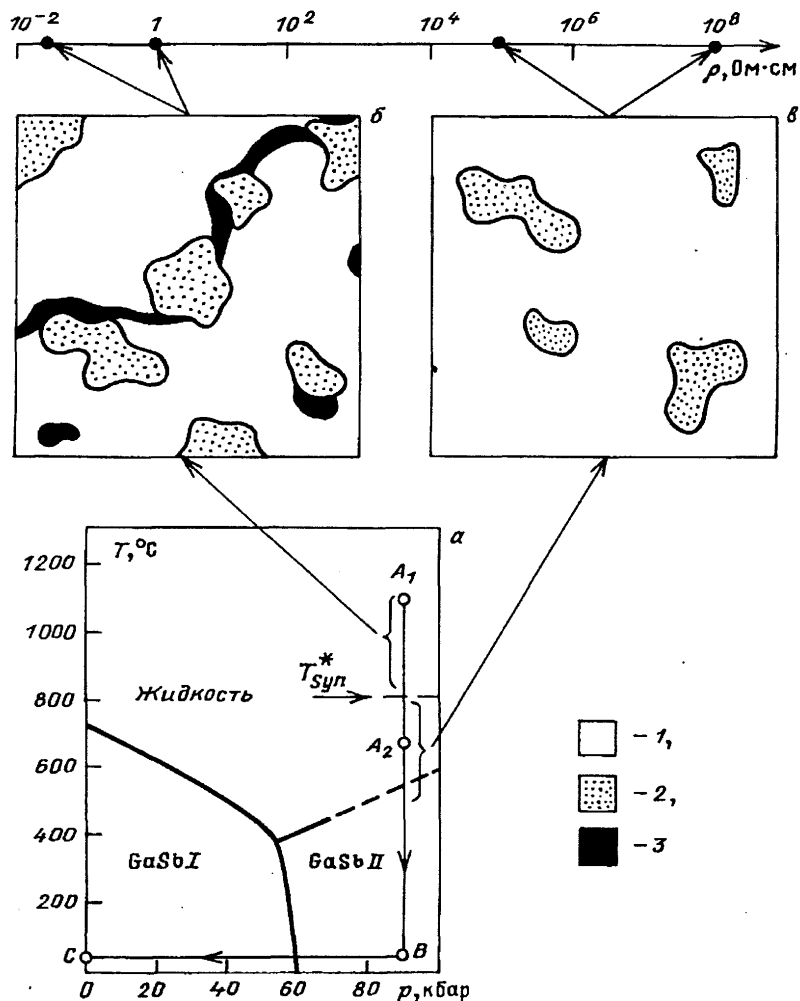 10⁻² 1 10² 10⁴ 10⁶ 10⁸
ρ, Ом·см
б
в
T, °C
а
1200
A₁
1000
T*syn
Жидкость
800
-1,
A₂
600
-2,
400
-3
GaSb I GaSb II
200
C B
0 20 40 60 80 p, кбар